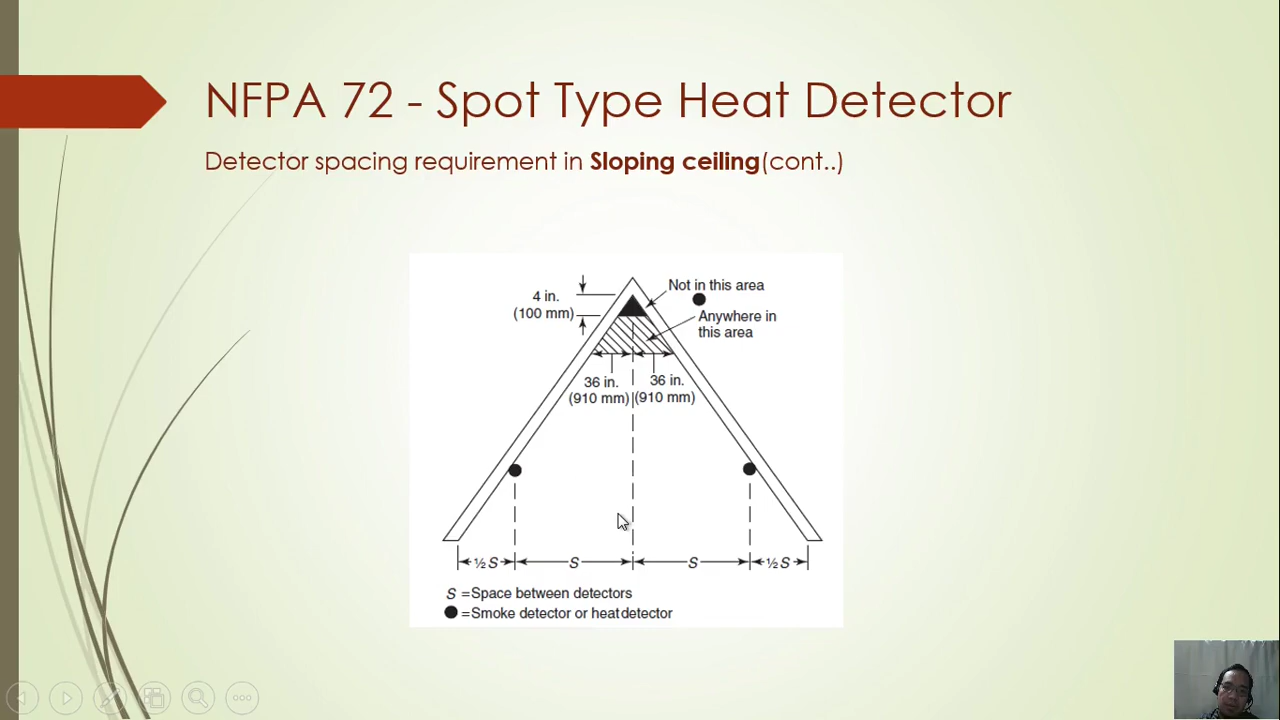 NFPA 72 - Spot Type Heat Detector
Detector spacing requirement in Sloping ceiling(cont..)
4 in.
(100 mm)
Not in this area
Anywhere in
this area
36 in.
(910 mm)
36 in.
(910 mm)
½ S
S
S
½ S
S =Space between detectors
=Smoke detector or heat detector